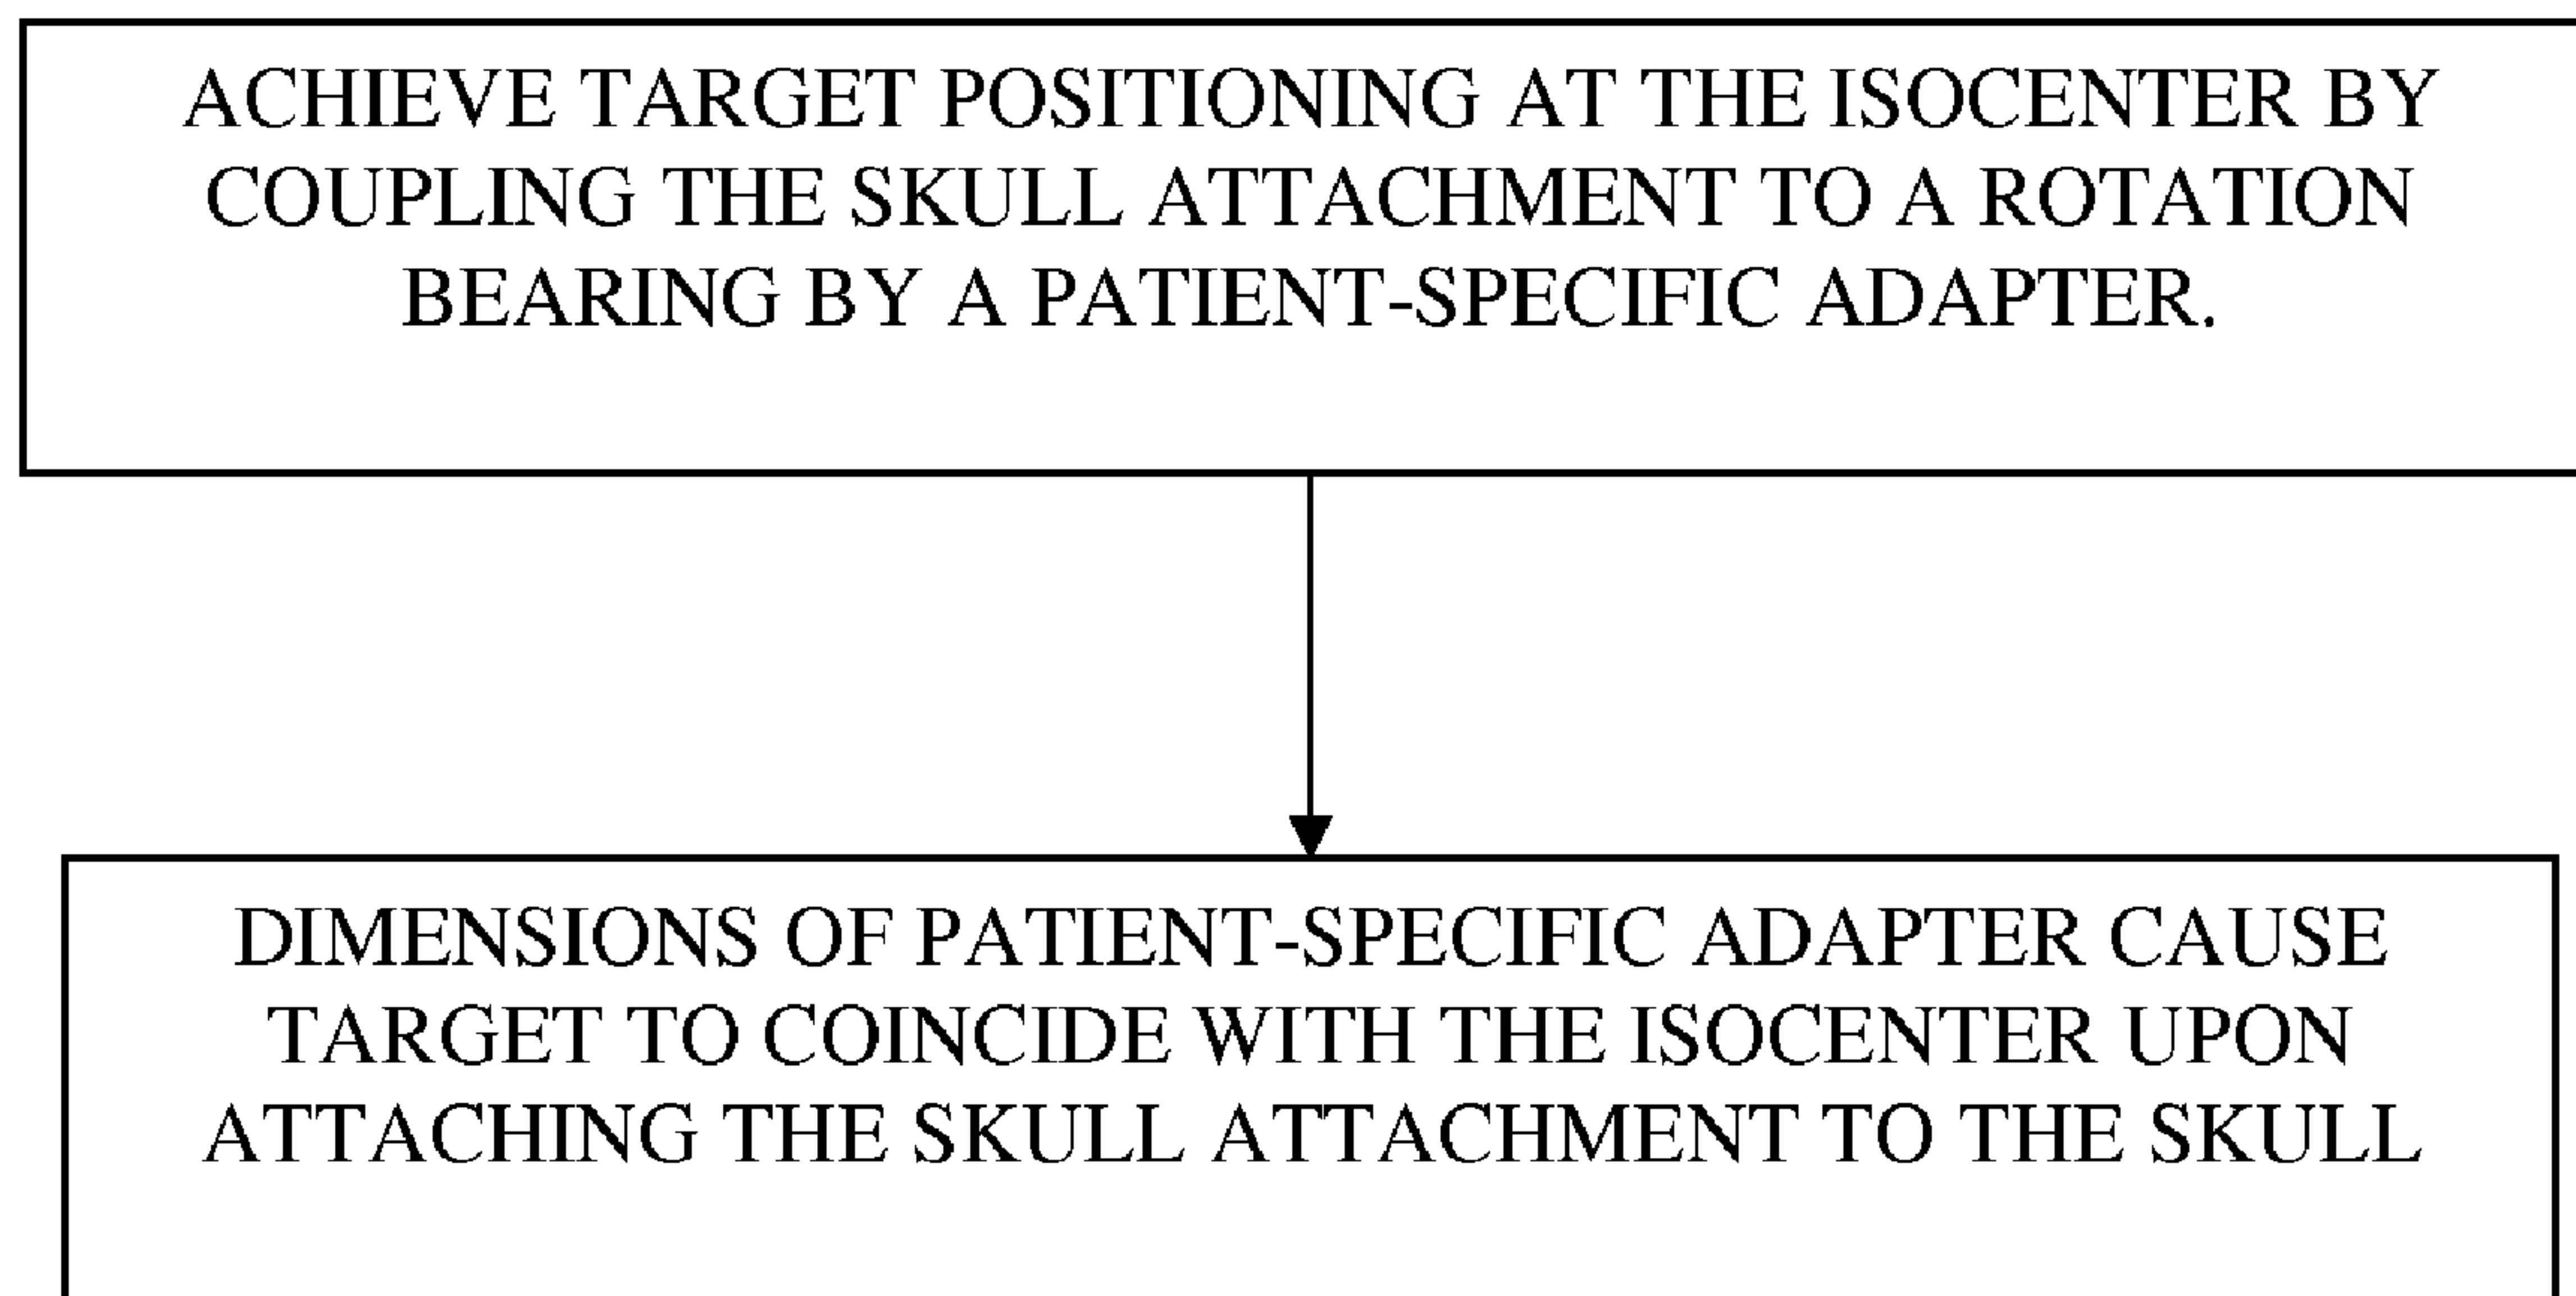 ACHIEVE TARGET POSITIONING AT THE ISOCENTER BY
COUPLING THE SKULL ATTACHMENT TO A ROTATION
BEARING BY A PATIENT-SPECIFIC ADAPTER.
DIMENSIONS OF PATIENT-SPECIFIC ADAPTER CAUSE
TARGET TO COINCIDE WITH THE ISOCENTER UPON
ATTACHING THE SKULL ATTACHMENT TO THE SKULL